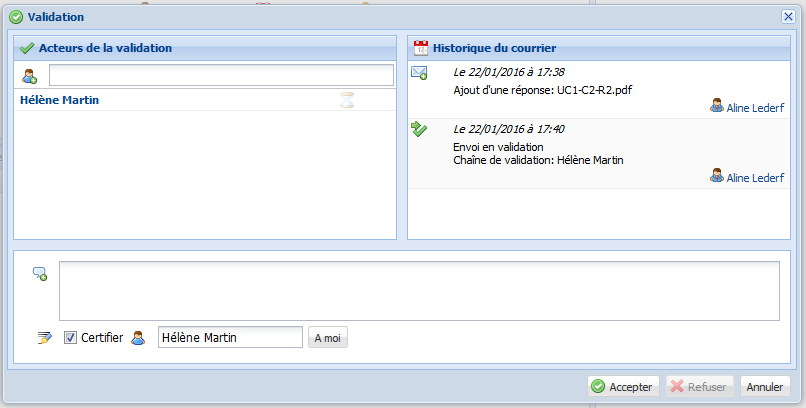 Validation
Acteurs de la validation
Hélène Martin
Historique du courrier
Le 22/01/2016 à 17:38
Ajout d'une réponse: UC1-C2-R2.pdf
Aline Lederf
Le 22/01/2016 à 17:40
Envoi en validation
Chaîne de validation: Hélène Martin
Aline Lederf
Certifier Hélène Martin A moi
Accepter Refuser Annuler